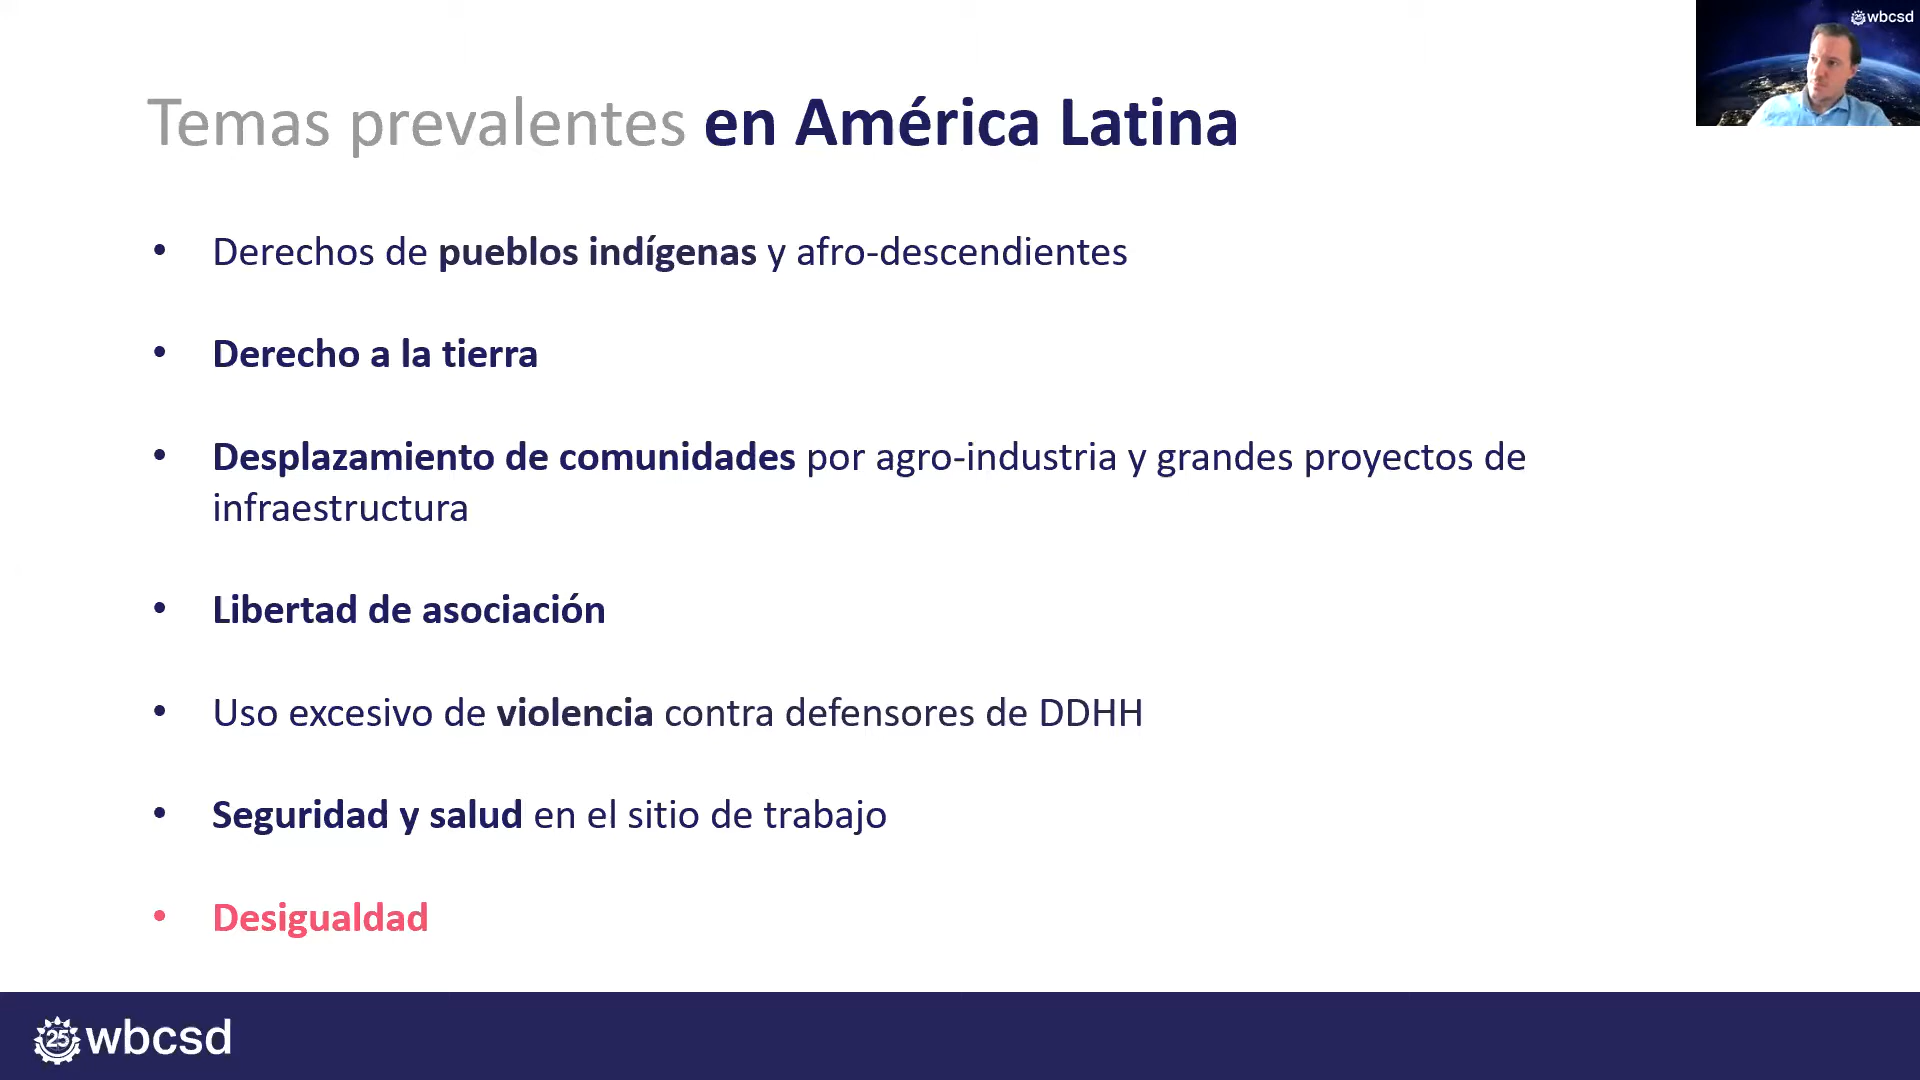 wbcsd
Temas prevalentes en América Latina
• Derechos de pueblos indígenas y afro-descendientes
• Derecho a la tierra
• Desplazamiento de comunidades por agro-industria y grandes proyectos de
infraestructura
• Libertad de asociación
• Uso excesivo de violencia contra defensores de DDHH
• Seguridad y salud en el sitio de trabajo
• Desigualdad
25 wbcsd